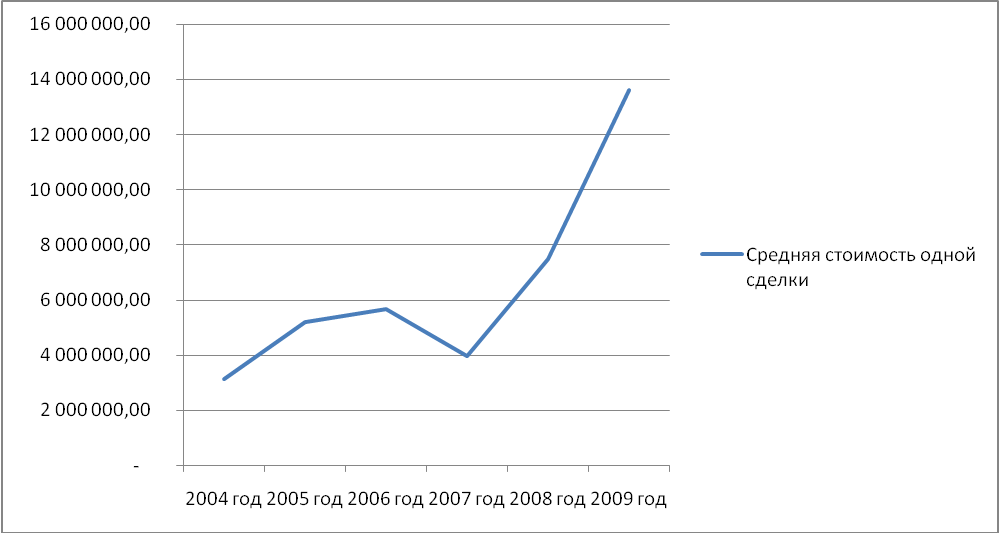 16 000 000,00
14 000 000,00
12 000 000,00
10 000 000,00
8 000 000,00
6 000 000,00
4 000 000,00
2 000 000,00
-
2004 год 2005 год 2006 год 2007 год 2008 год 2009 год
Средняя стоимость одной
сделки